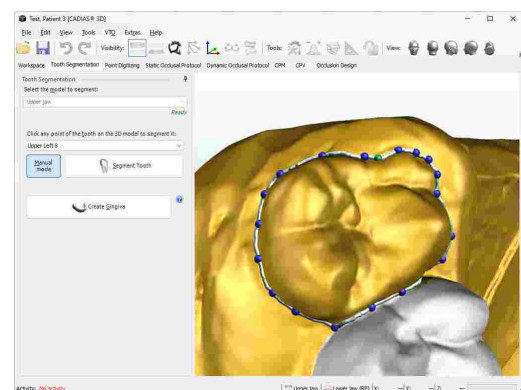 Test, Patient 3 [CADIAS® 3D]
File Edit View Tools VTO Extras Help
Visibility: Tools: View:
Workspace Tooth Segmentation Point Digitizing Static Occlusal Protocol Dynamic Occlusal Protocol CPM CPV Occlusion Design
Tooth Segmentation
Select the model to segment:
Upper Jaw
Ready
Click any point of the tooth on the 3D model to segment it:
Upper Left 8
Manual mode
Segment Tooth
Create Gingiva
Activity: No activity
Upper Jaw Lower Jaw (RP) X: -- Y: -- Z: --